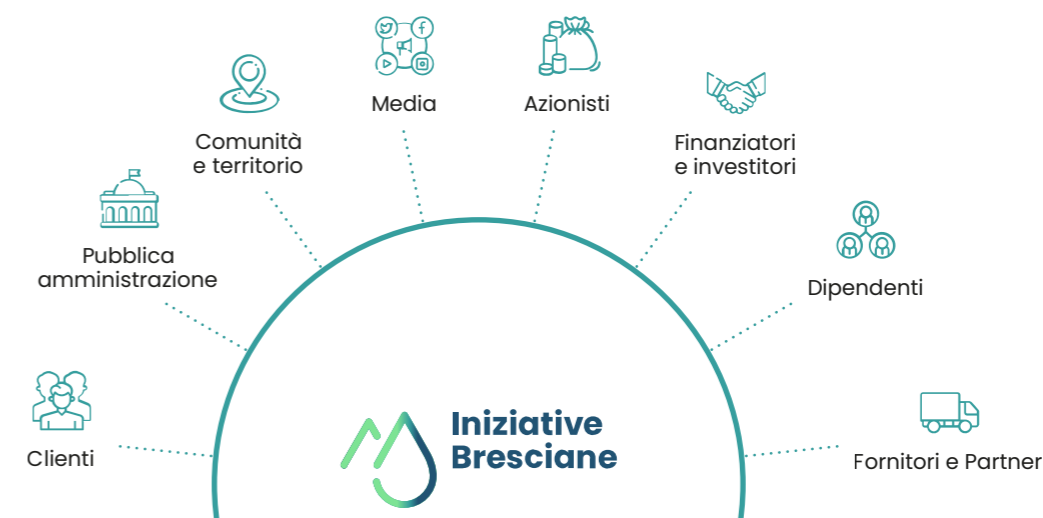 Media
Azionisti
Comunità
e territorio
Finanziatori
e investitori
Pubblica
amministrazione
Dipendenti
Clienti
Iniziative
Bresciane
Fornitori e Partner